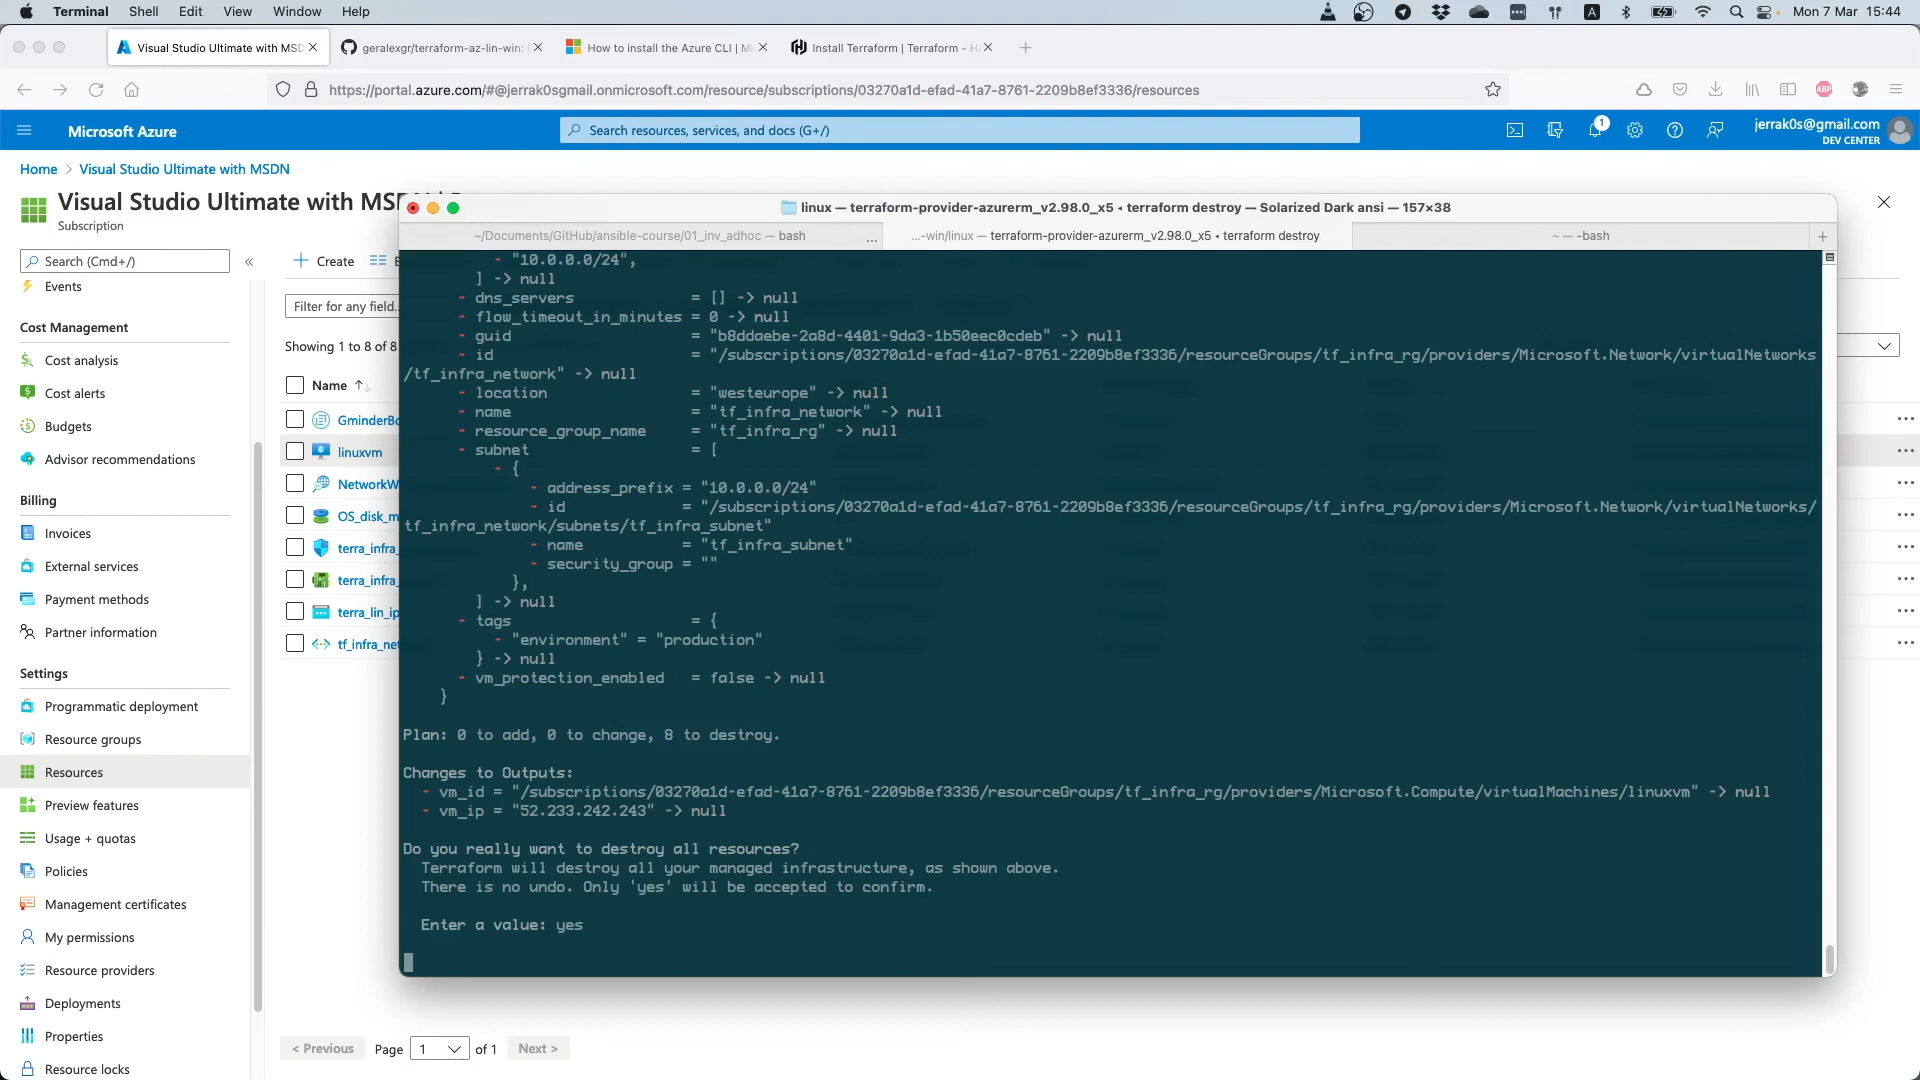 Terminal Shell Edit View Window Help
A Mon 7 Mar 15:44
Visual Studio Ultimate with MSD
geralexgr/terraform-az-lin-win:
How to install the Azure CLI | Mi
Install Terraform | Terraform - H
https://portal.azure.com/#@jerrak0sgmail.onmicrosoft.com/resource/subscriptions/03270a1d-efad-41a7-8761-2209b8ef3336/resources
ABP
Microsoft Azure
Search resources, services, and docs (G+/)
1
jerrak0s@gmail.com
DEV CENTER
Home > Visual Studio Ultimate with MSDN
Visual Studio Ultimate with MS
Subscription
Search (Cmd+/)
«
Events
Cost Management
Cost analysis
Cost alerts
Budgets
Advisor recommendations
Billing
Invoices
External services
Payment methods
Partner information
Settings
Programmatic deployment
Resource groups
Resources
Preview features
Usage + quotas
Policies
Management certificates
My permissions
Resource providers
Deployments
Properties
Resource locks
+ Create
Filter for any field..
Showing 1 to 8 of 8
Name ↑↓
GminderBo
linuxvm
NetworkW
OS_disk_m
terra_infra_
terra_infra_
terra_lin_ip
tf_infra_net
< Previous Page 1 of 1 Next >
linux — terraform-provider-azurerm_v2.98.0_x5 ◂ terraform destroy — Solarized Dark ansi — 157×38
~/Documents/GitHub/ansible-course/01_inv_adhoc — bash ...
...-win/linux — terraform-provider-azurerm_v2.98.0_x5 ◂ terraform destroy
~ — -bash
- "10.0.0.0/24",
] -> null
- dns_servers = [] -> null
- flow_timeout_in_minutes = 0 -> null
- guid = "b8ddaebe-2a8d-4401-9da3-1b50eec0cdeb" -> null
- id = "/subscriptions/03270a1d-efad-41a7-8761-2209b8ef3336/resourceGroups/tf_infra_rg/providers/Microsoft.Network/virtualNetworks
/tf_infra_network" -> null
- location = "westeurope" -> null
- name = "tf_infra_network" -> null
- resource_group_name = "tf_infra_rg" -> null
- subnet = [
- {
- address_prefix = "10.0.0.0/24"
- id = "/subscriptions/03270a1d-efad-41a7-8761-2209b8ef3336/resourceGroups/tf_infra_rg/providers/Microsoft.Network/virtualNetworks/
tf_infra_network/subnets/tf_infra_subnet"
- name = "tf_infra_subnet"
- security_group = ""
},
] -> null
- tags = {
- "environment" = "production"
} -> null
- vm_protection_enabled = false -> null
}
Plan: 0 to add, 0 to change, 8 to destroy.
Changes to Outputs:
- vm_id = "/subscriptions/03270a1d-efad-41a7-8761-2209b8ef3336/resourceGroups/tf_infra_rg/providers/Microsoft.Compute/virtualMachines/linuxvm" -> null
- vm_ip = "52.233.242.243" -> null
Do you really want to destroy all resources?
Terraform will destroy all your managed infrastructure, as shown above.
There is no undo. Only 'yes' will be accepted to confirm.
Enter a value: yes